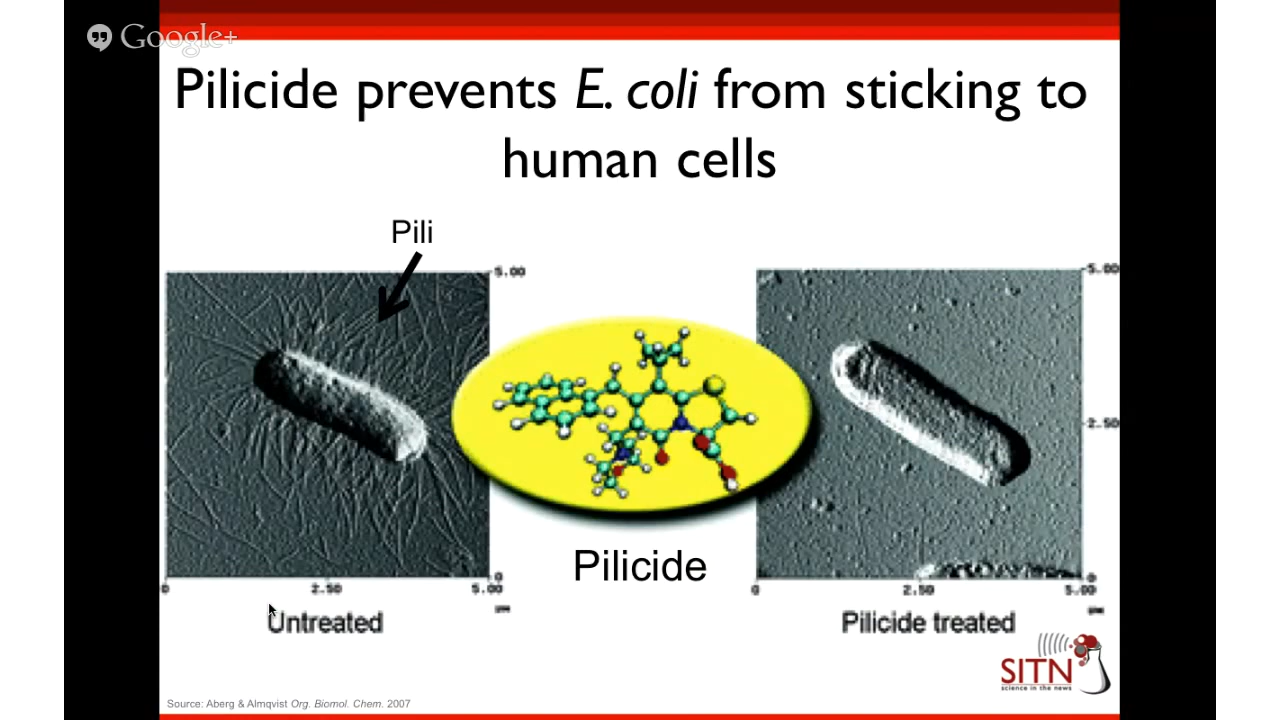 Google+
Pilicide prevents E. coli from sticking to
human cells
Pili
5.00
5.00
2.50
Pilicide
0
0
0
2.50
5.00
0
2.50
5.00
Untreated
Pilicide treated
SITN
science in the news
Source: Aberg & Almqvist Org. Biomol. Chem. 2007